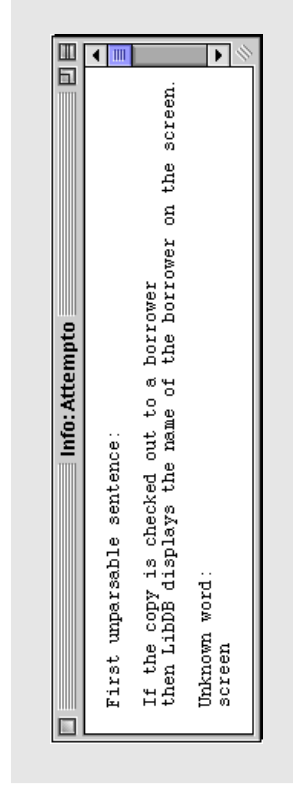 Info: Attempto
First unparsable sentence:
If the copy is checked out to a borrower
then LibDB displays the name of the borrower on the screen.
Unknown word:
screen